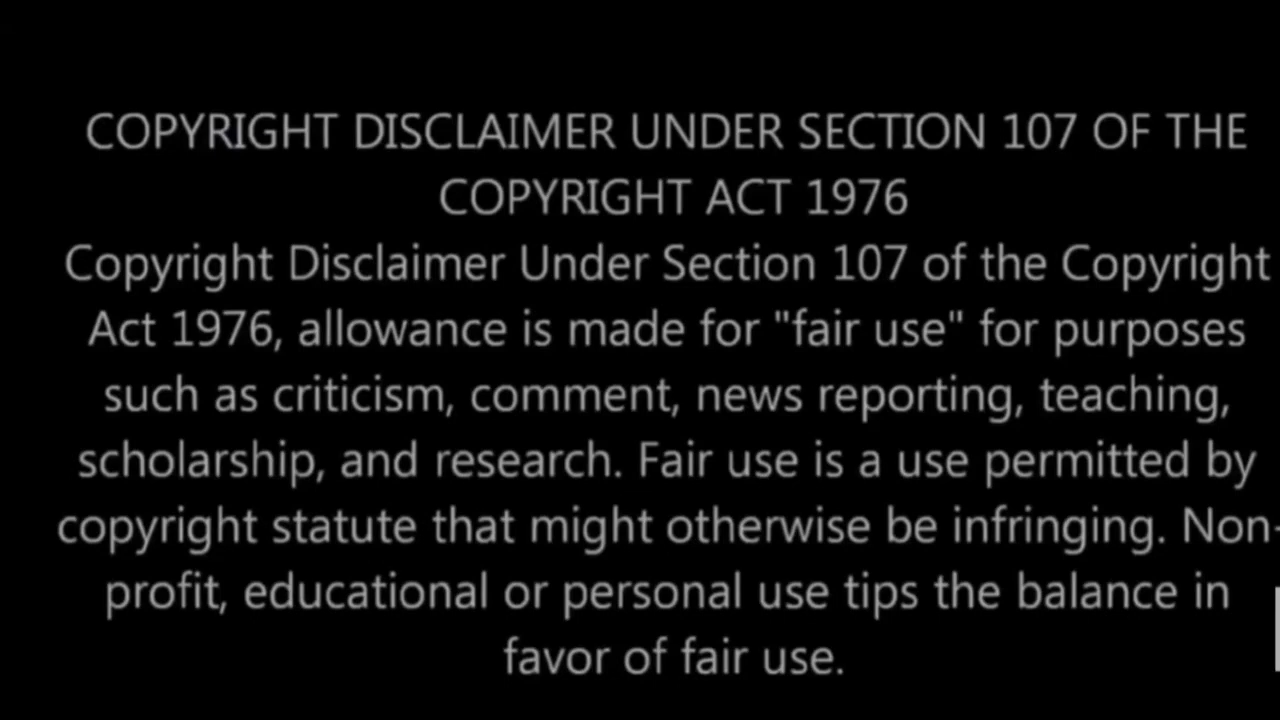 COPYRIGHT DISCLAIMER UNDER SECTION 107 OF THE
COPYRIGHT ACT 1976
Copyright Disclaimer Under Section 107 of the Copyright
Act 1976, allowance is made for "fair use" for purposes
such as criticism, comment, news reporting, teaching,
scholarship, and research. Fair use is a use permitted by
copyright statute that might otherwise be infringing. Non-
profit, educational or personal use tips the balance in
favor of fair use.